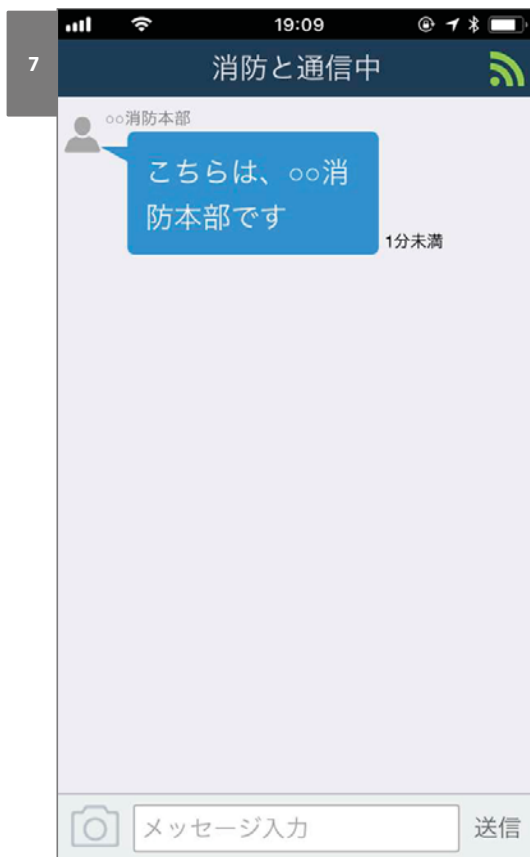 7
19:09
消防と通信中
○○消防本部
こちらは、○○消
防本部です
1分未満
メッセージ入力
送信